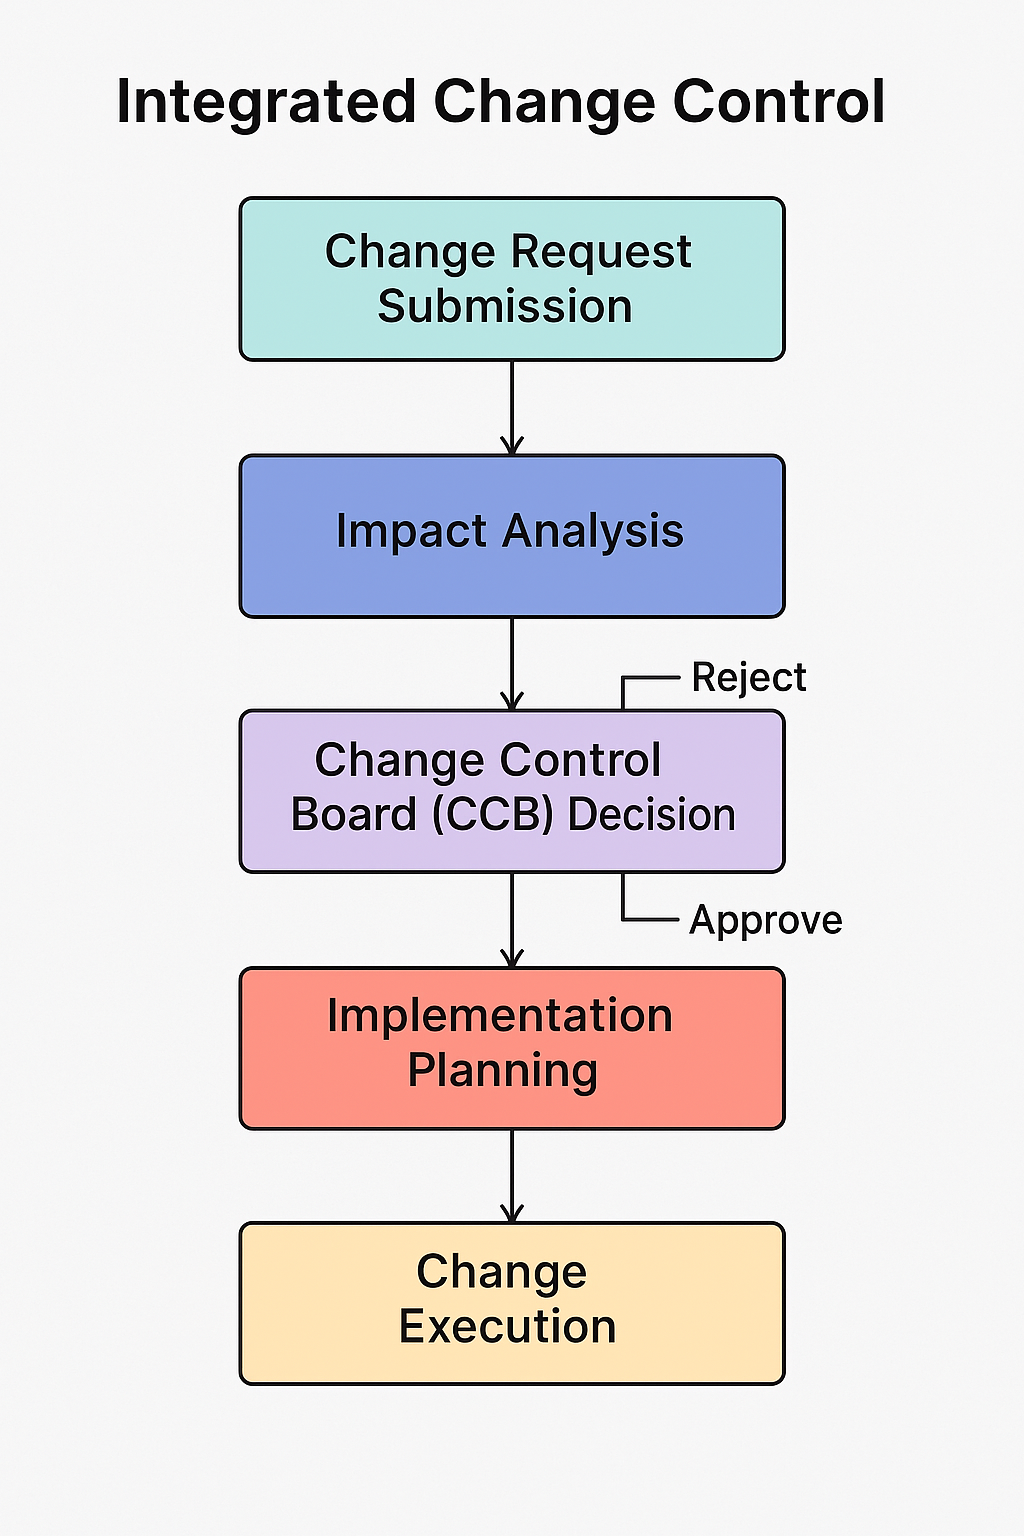 Integrated Change Control
Change Request
Submission
Impact Analysis
Reject
Change Control
Board (CCB) Decision
Approve
Implementation
Planning
Change
Execution